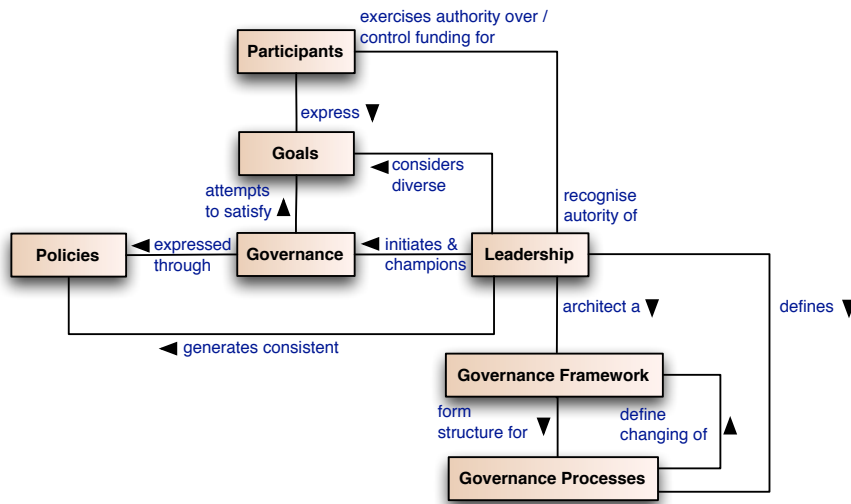 exercises authority over /
control funding for
Participants
express
Goals
considers
diverse
attempts
to satisfy
recognise
autority of
Policies
expressed
through
Governance
initiates &
champions
Leadership
architect a
defines
generates consistent
Governance Framework
form
structure for
define
changing of
Governance Processes